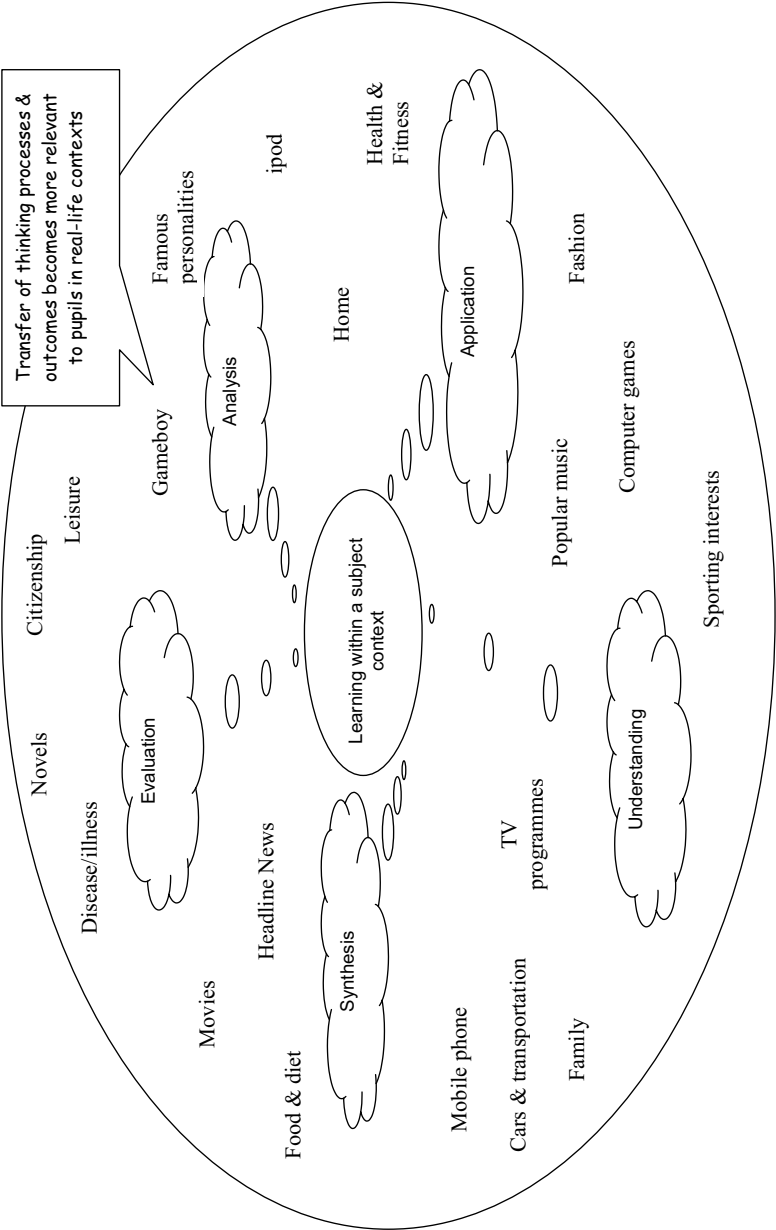 Transfer of thinking processes &
outcomes becomes more relevant
to pupils in real-life contexts
Novels
Citizenship
Leisure
Disease/illness
Evaluation
Gameboy
Famous
personalities
Movies
Analysis
Headline News
ipod
Food & diet
Home
Synthesis
Learning within a subject
context
Health &
Fitness
Mobile phone
Application
TV
programmes
Cars & transportation
Popular music
Family
Fashion
Computer games
Understanding
Sporting interests